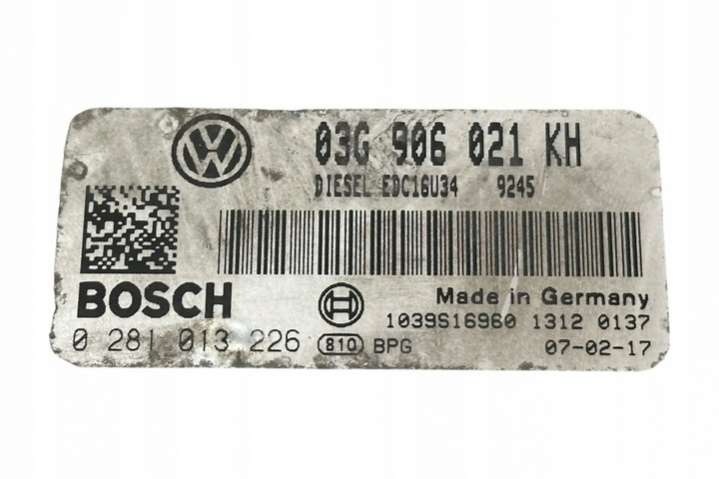 03G 906 021 KH
DIESEL EDC16U34 9245
BOSCH
Made in Germany
1039S16960 1312 0137
0 281 013 226 810 BPG 07-02-17